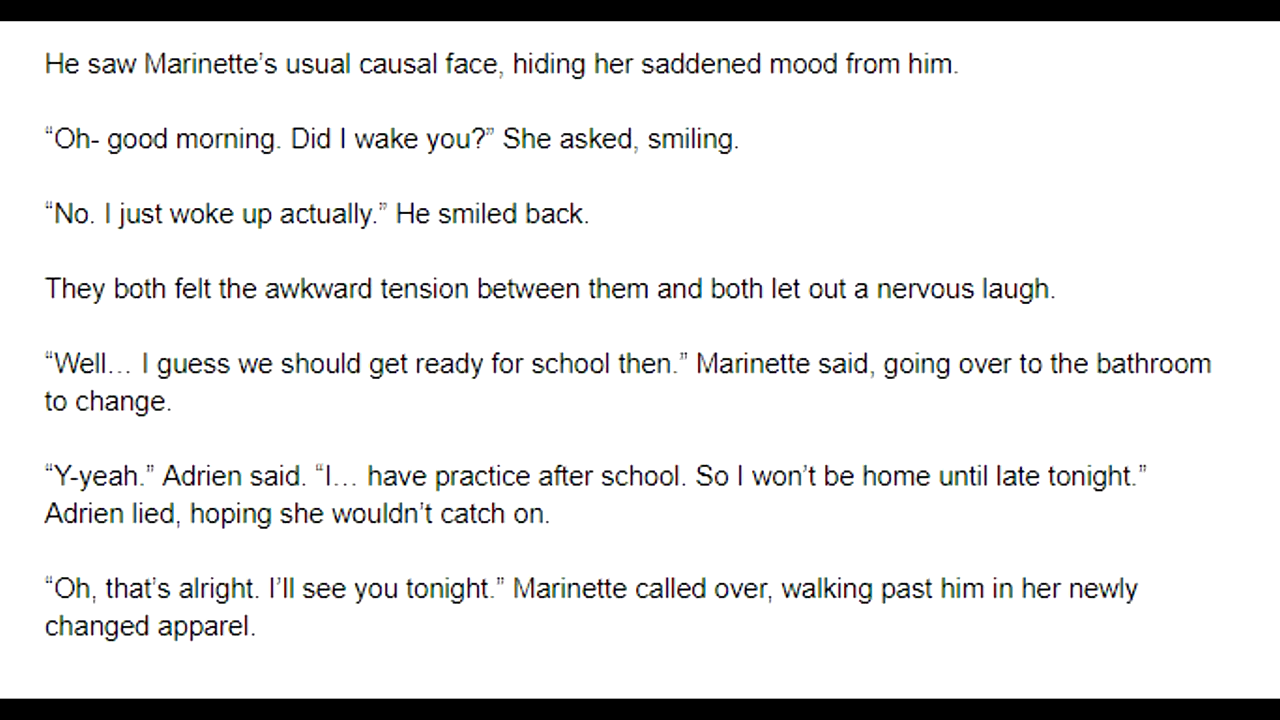 He saw Marinette’s usual causal face, hiding her saddened mood from him.
“Oh- good morning. Did I wake you?” She asked, smiling.
“No. I just woke up actually.” He smiled back.
They both felt the awkward tension between them and both let out a nervous laugh.
“Well… I guess we should get ready for school then.” Marinette said, going over to the bathroom
to change.
“Y-yeah.” Adrien said. “I… have practice after school. So I won’t be home until late tonight.”
Adrien lied, hoping she wouldn’t catch on.
“Oh, that’s alright. I’ll see you tonight.” Marinette called over, walking past him in her newly
changed apparel.